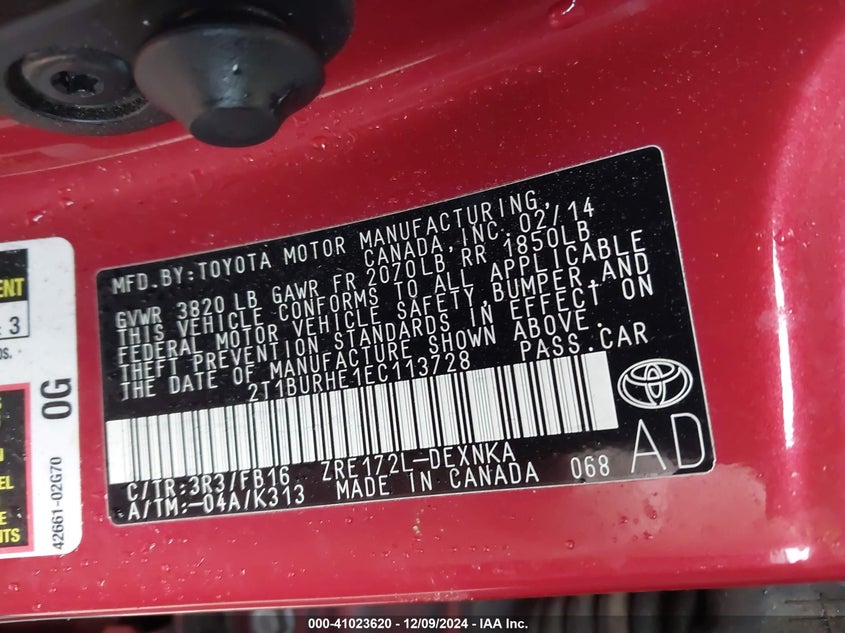 MFD.BY:TOYOTA MOTOR MANUFACTURING,
CANADA,INC. 02/14
GVWR 3820 LB GAWR FR 2070LB RR 1850LB
THIS VEHICLE CONFORMS TO ALL APPLICABLE
FEDERAL MOTOR VEHICLE SAFETY,BUMPER,AND
THEFT PREVENTION STANDARDS IN EFFECT ON
THE DATE OF MANUFACTURE SHOWN ABOVE.
2T1BURHE1EC113728 PASS.CAR
C/TR:3R3/FB16 ZRE172L-DEXNKA
A/TM:-04A/K313 MADE IN CANADA 068
AD
3
0G
42661-02G70
000-41023620 - 12/09/2024 - IAA Inc.